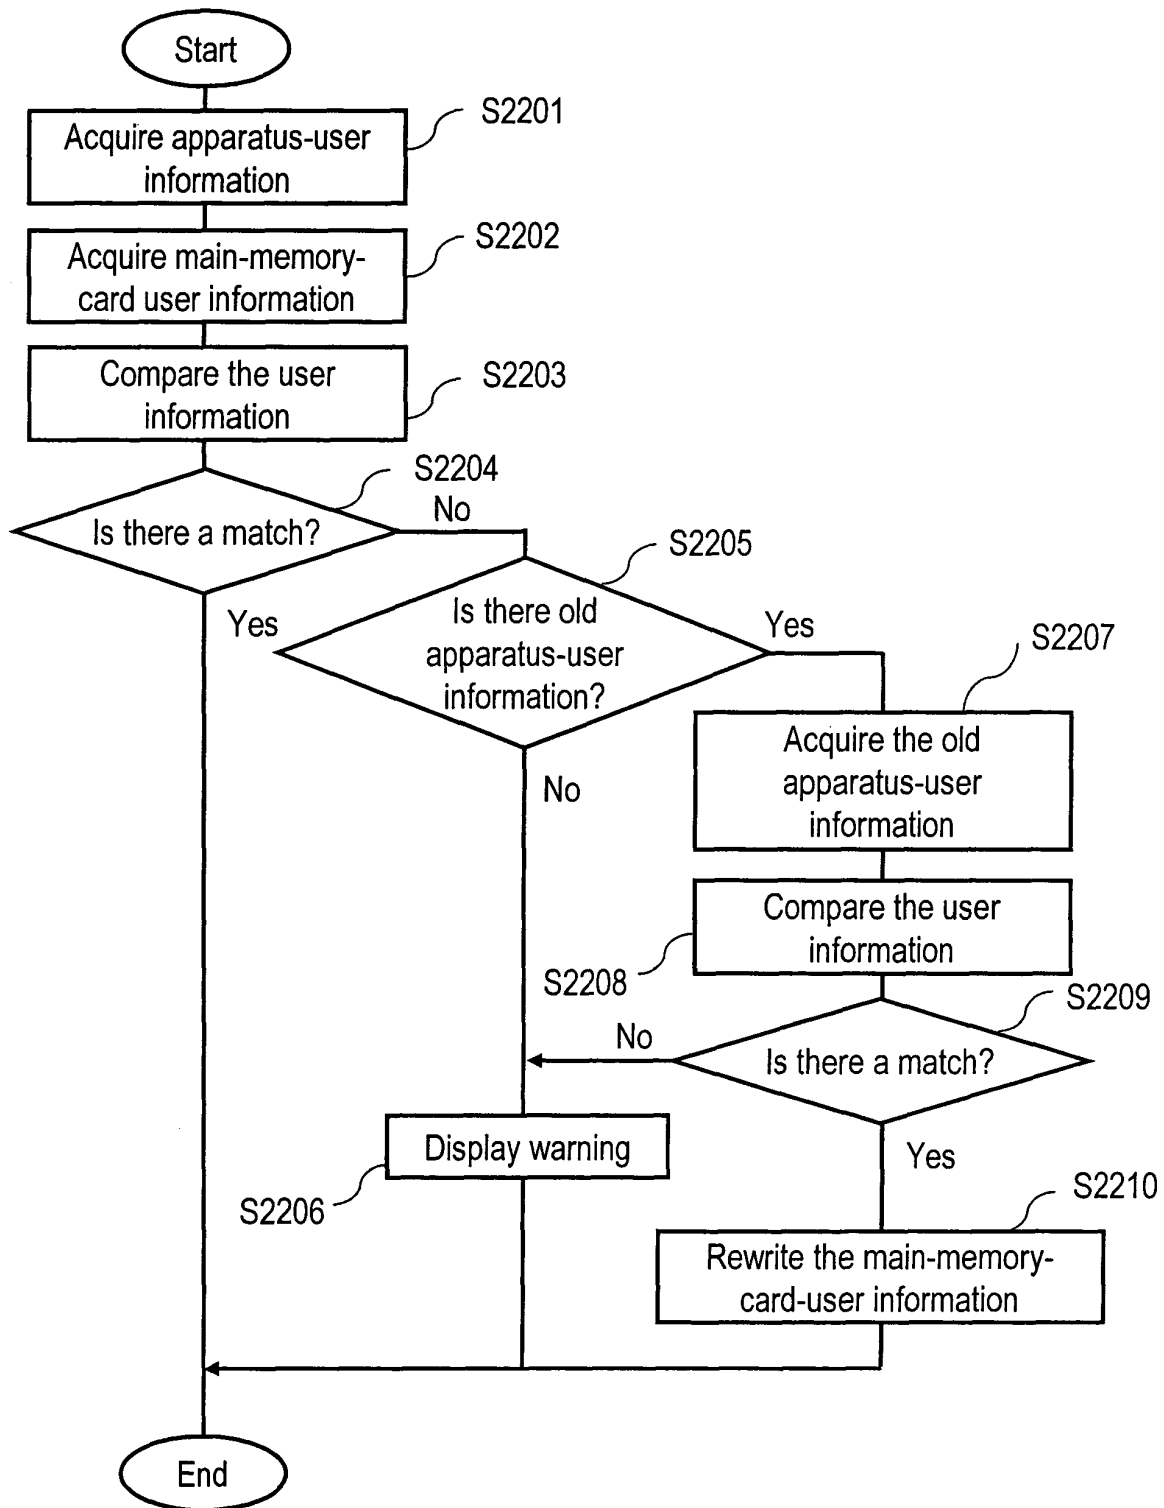 Start
S2201
Acquire apparatus-user
information
S2202
Acquire main-memory-
card user information
S2203
Compare the user
information
S2204
No
Is there a match?
Yes
S2205
Is there old
apparatus-user
information?
Yes
No
S2207
Acquire the old
apparatus-user
information
Compare the user
information
S2208
S2209
No
Is there a match?
Yes
Display warning
S2206
S2210
Rewrite the main-memory-
card-user information
End